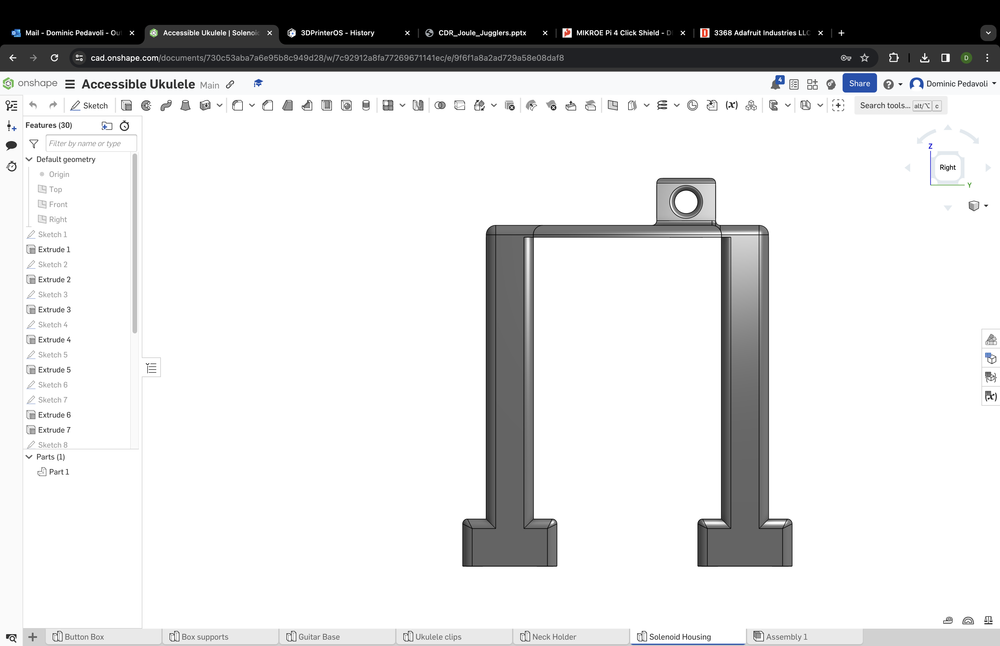 Mail - Dominic Pedavoli - Out
Accessible Ukulele | Solenoid
3DPrinterOS - History
CDR_Joule_Jugglers.pptx
MIKROE Pi 4 Click Shield - D
3368 Adafruit Industries LLC
cad.onshape.com/documents/730c53aba7a6e95b8c949d28/w/7c92912a8fa77269671141ec/e/9f6f1a8a2ad729a58e08daf8
D
onshape
Accessible Ukulele Main
4
Share
Dominic Pedavoli
Sketch
(x)
Search tools... alt/⌥ c
Features (30)
Filter by name or type
Default geometry
Origin
Top
Front
Right
Sketch 1
Extrude 1
Sketch 2
Extrude 2
Sketch 3
Extrude 3
Sketch 4
Extrude 4
Sketch 5
Extrude 5
Sketch 6
Sketch 7
Extrude 6
Extrude 7
Sketch 8
Parts (1)
Part 1
Z
Right
Y
Button Box
Box supports
Guitar Base
Ukulele clips
Neck Holder
Solenoid Housing
Assembly 1